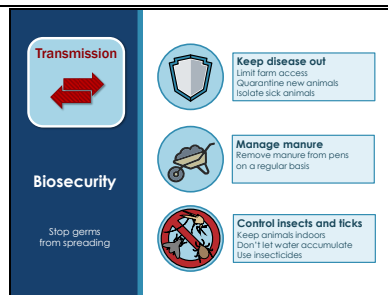 Transmission
Biosecurity
Stop germs
from spreading
Keep disease out
Limit farm access
Quarantine new animals
Isolate sick animals
Manage manure
Remove manure from pens
on a regular basis
Control insects and ticks
Keep animals indoors
Don't let water accumulate
Use insecticides